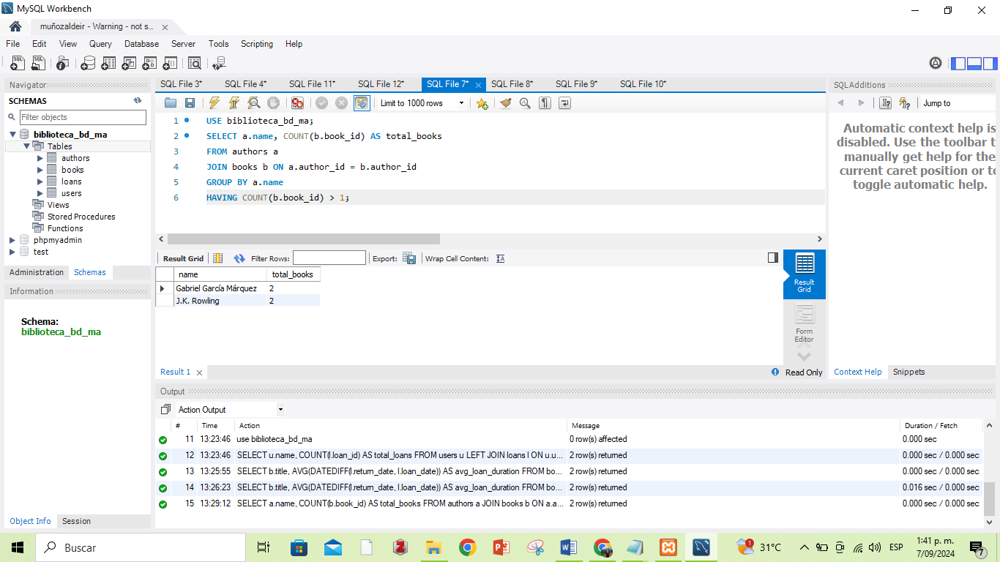 MySQL Workbench
muñozaldeir - Warning - not s...
File Edit View Query Database Server Tools Scripting Help
Navigator
SCHEMAS
Filter objects
biblioteca_bd_ma
Tables
authors
books
loans
users
Views
Stored Procedures
Functions
phpmyadmin
test
Administration Schemas
Information
Schema:
biblioteca_bd_ma
Object Info Session
SQL File 3* SQL File 4* SQL File 11* SQL File 12* SQL File 7* SQL File 8* SQL File 9* SQL File 10*
Limit to 1000 rows
1 USE biblioteca_bd_ma;
2 SELECT a.name, COUNT(b.book_id) AS total_books
3 FROM authors a
4 JOIN books b ON a.author_id = b.author_id
5 GROUP BY a.name
6 HAVING COUNT(b.book_id) > 1;
Result Grid Filter Rows: Export: Wrap Cell Content:
name total_books
Gabriel García Márquez 2
J.K. Rowling 2
Result Grid
Form Editor
Result 1
Read Only
SQLAdditions
Jump to
Automatic context help is
disabled. Use the toolbar t
manually get help for the
current caret position or to
toggle automatic help.
Context Help Snippets
Output
Action Output
# Time Action Message Duration / Fetch
11 13:23:46 use biblioteca_bd_ma 0 row(s) affected 0.000 sec
12 13:23:46 SELECT u.name, COUNT(l.loan_id) AS total_loans FROM users u LEFT JOIN loans l ON u.u... 2 row(s) returned 0.000 sec / 0.000 sec
13 13:25:55 SELECT b.title, AVG(DATEDIFF(l.return_date, l.loan_date)) AS avg_loan_duration FROM bo... 2 row(s) returned 0.000 sec / 0.000 sec
14 13:26:23 SELECT b.title, AVG(DATEDIFF(l.return_date, l.loan_date)) AS avg_loan_duration FROM bo... 2 row(s) returned 0.016 sec / 0.000 sec
15 13:29:12 SELECT a.name, COUNT(b.book_id) AS total_books FROM authors a JOIN books b ON a.a... 2 row(s) returned 0.000 sec / 0.000 sec
Buscar
31°C
ESP
1:41 p. m.
7/09/2024
7